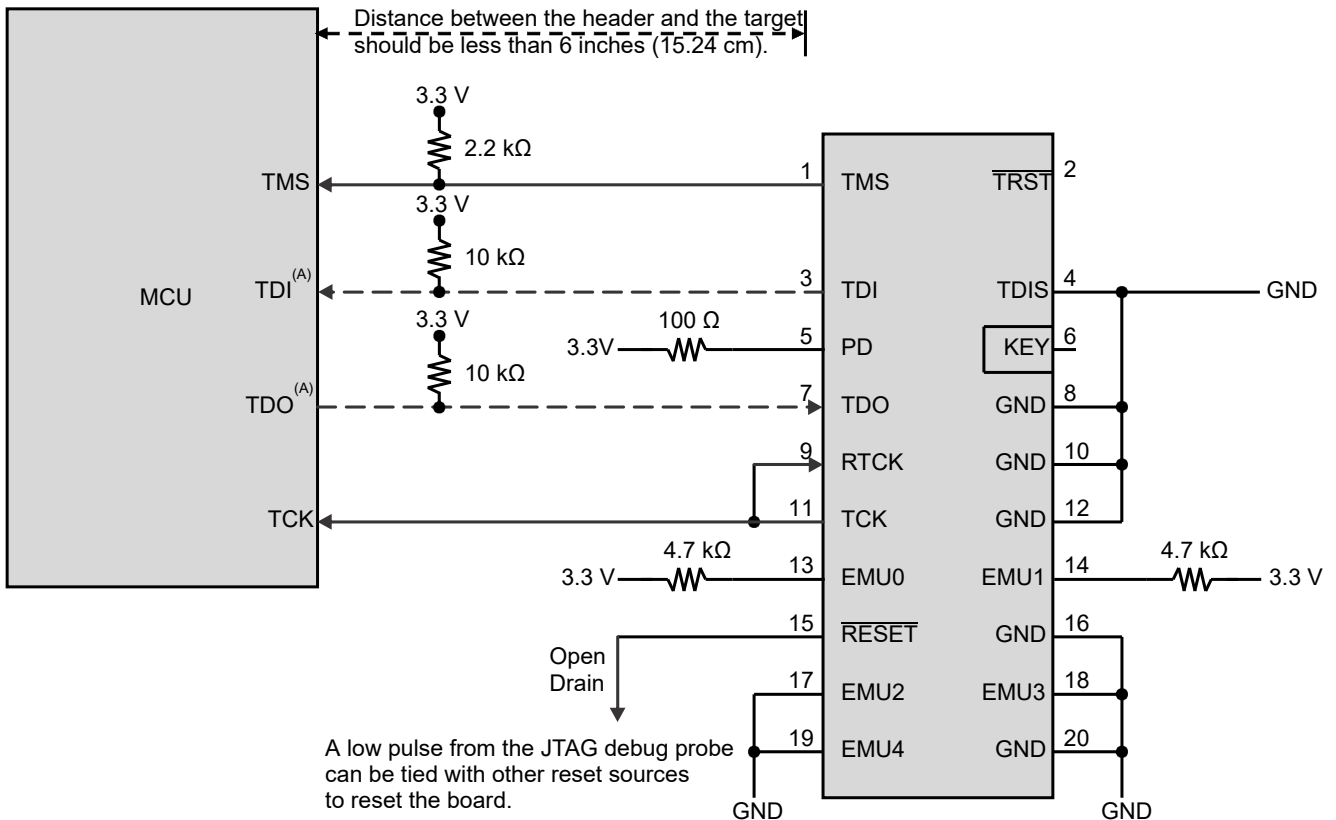 Distance between the header and the target
should be less than 6 inches (15.24 cm).
3.3 V
2.2 kΩ
TMS
1
TMS
TRST
2
3.3 V
10 kΩ
MCU
TDI(A)
3
TDI
TDIS
4
GND
3.3 V
100 Ω
3.3V
5
PD
KEY
6
10 kΩ
TDO(A)
7
TDO
GND
8
9
RTCK
GND
10
TCK
11
TCK
GND
12
4.7 kΩ
3.3 V
13
EMU0
EMU1
14
4.7 kΩ
3.3 V
15
RESET
GND
16
Open
Drain
17
EMU2
EMU3
18
19
EMU4
GND
20
A low pulse from the JTAG debug probe
can be tied with other reset sources
to reset the board.
GND
GND